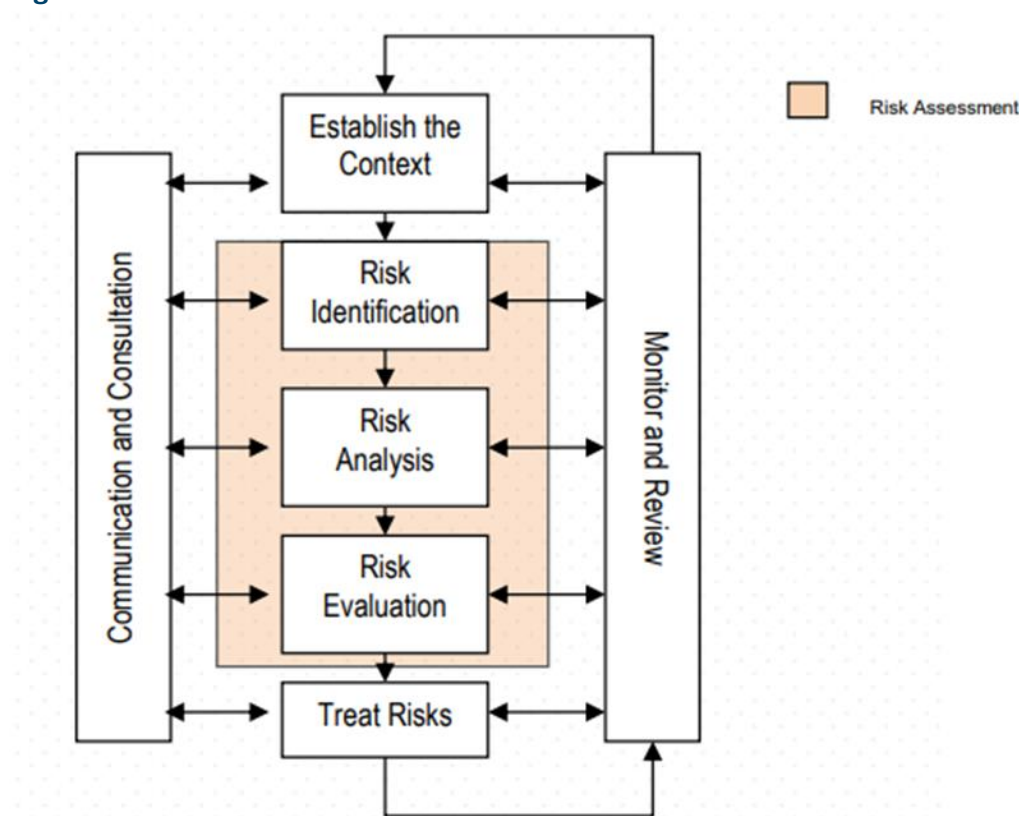 Establish the
Context
Risk Assessment
Communication and Consultation
Risk
Identification
Risk
Analysis
Risk
Evaluation
Treat Risks
Monitor and Review